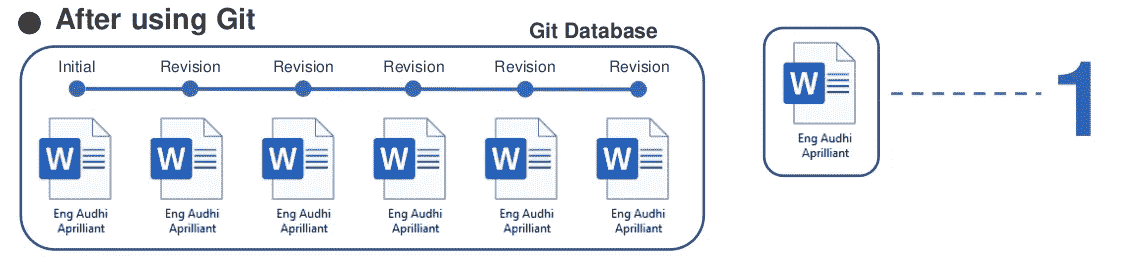 After using Git
Git Database
Initial Revision Revision Revision Revision Revision
W W W W W W
Eng Audhi Eng Audhi Eng Audhi Eng Audhi Eng Audhi Eng Audhi
Aprilliant Aprilliant Aprilliant Aprilliant Aprilliant Aprilliant
W
Eng Audhi
Aprilliant
1